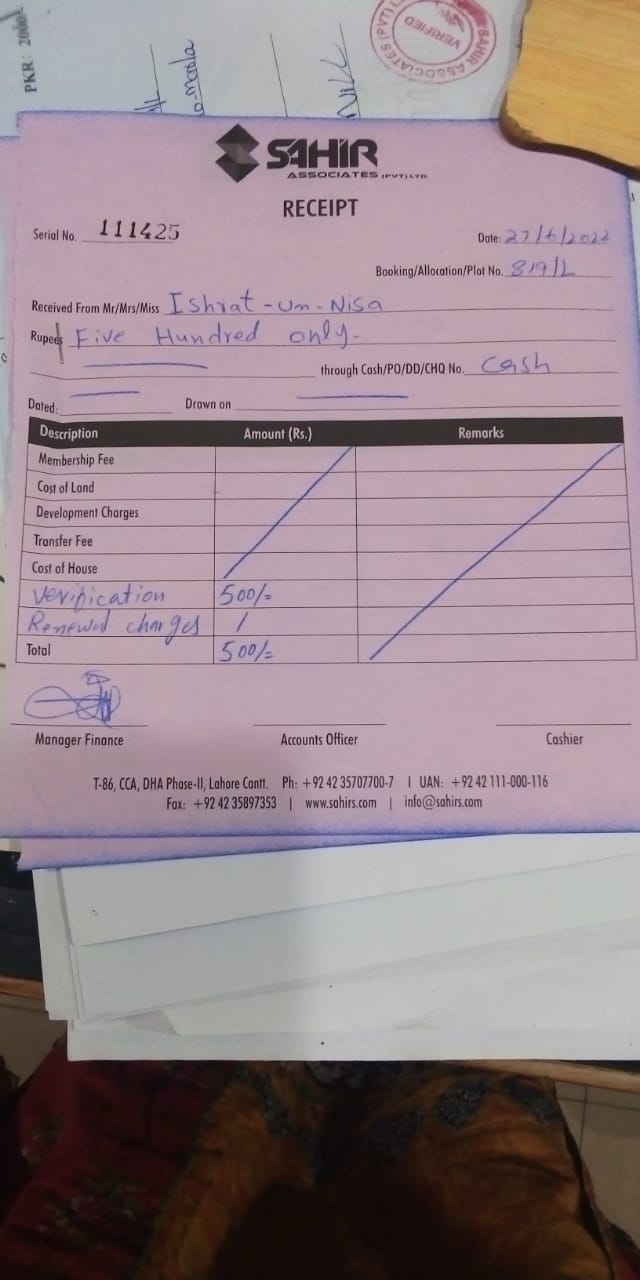 PKR: 2000
NILL
SAHIR ASSOCIATES (PVT) L
VERIFIED
SAHIR
ASSOCIATES (PVT) LTD.
RECEIPT
Serial No. 111425
Date: 27/6/2022
Booking/Allocation/Plot No. 819/L
Received From Mr/Mrs/Miss Ishrat-un-Nisa
Rupees Five Hundred only-
through Cash/PO/DD/CHQ No. Cash
Dated: Drawn on
Description Amount (Rs.) Remarks
Membership Fee
Cost of Land
Development Charges
Transfer Fee
Cost of House
Verification 500/=
Renewal charges /
Total 500/=
Manager Finance Accounts Officer Cashier
T-86, CCA, DHA Phase-II, Lahore Cantt. Ph: +92 42 35707700-7 | UAN: +92 42 111-000-116
Fax: +92 42 35897353 | www.sahirs.com | info@sahirs.com